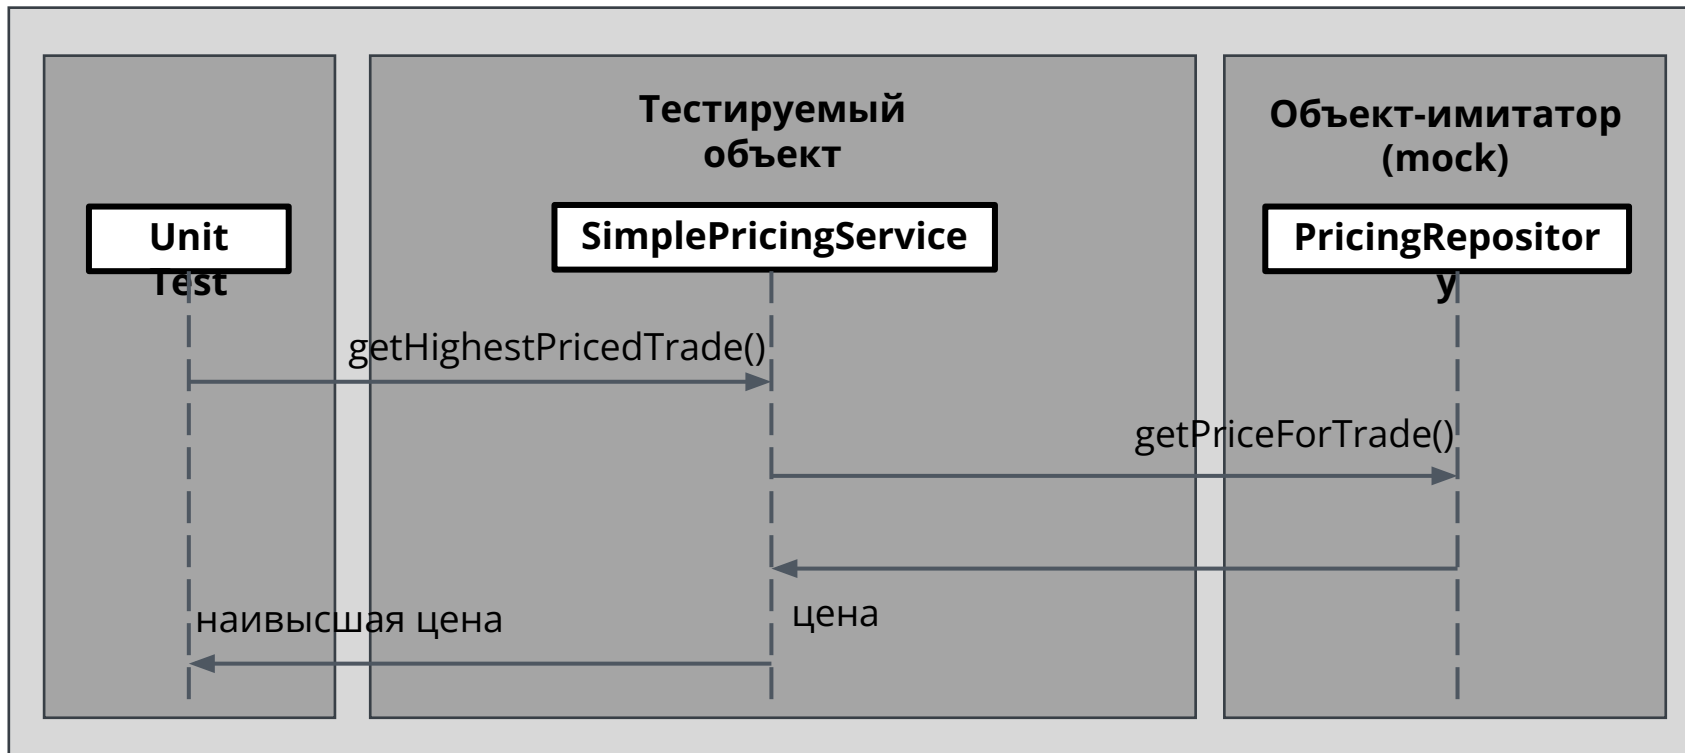 Тестируемый
объект
Объект-имитатор
(mock)
Unit
Test
SimplePricingService
PricingRepositor
y
getHighestPricedTrade()
getPriceForTrade()
цена
наивысшая цена